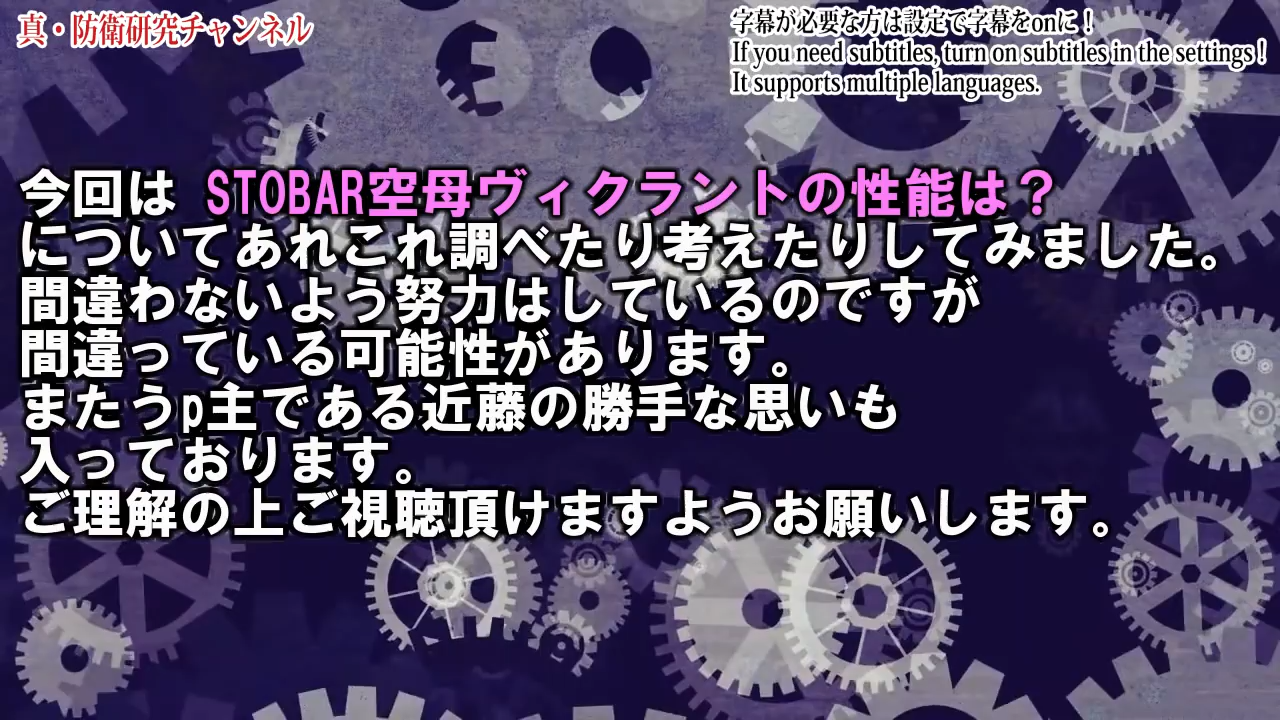 真・防衛研究チャンネル
字幕が必要な方は設定で字幕をonに！
If you need subtitles, turn on subtitles in the settings !
It supports multiple languages.
今回は STOBAR空母ヴィクラントの性能は？
についてあれこれ調べたり考えたりしてみました。
間違わないよう努力はしているのですが
間違っている可能性があります。
またうp主である近藤の勝手な思いも
入っております。
ご理解の上ご視聴頂けますようお願いします。